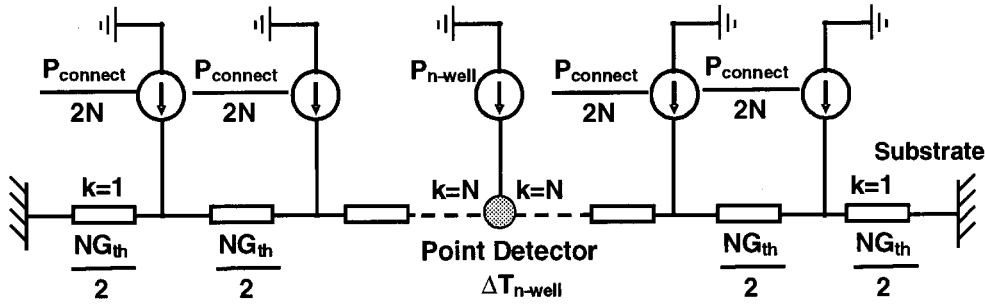 P_connect P_connect P_n-well P_connect P_connect
2N 2N 2N 2N
Substrate
k=1 k=N k=N k=1
NG_th NG_th Point Detector NG_th NG_th
2 2 ΔT_n-well 2 2